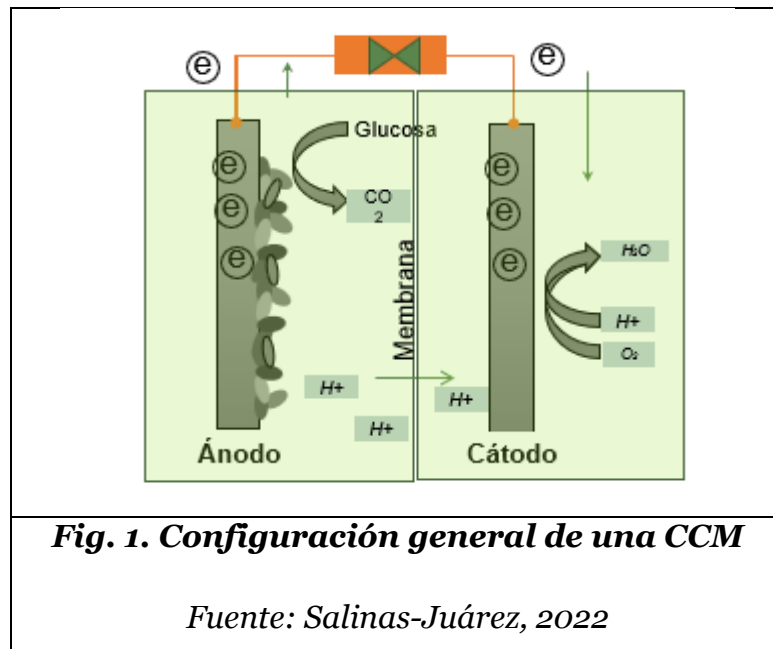 e
e
Glucosa
e
e
CO
2
e
e
e
e
Membrana
H₂O
H+
O₂
H+
H+
H+
Ánodo
Cátodo
Fig. 1. Configuración general de una CCM
Fuente: Salinas-Juárez, 2022